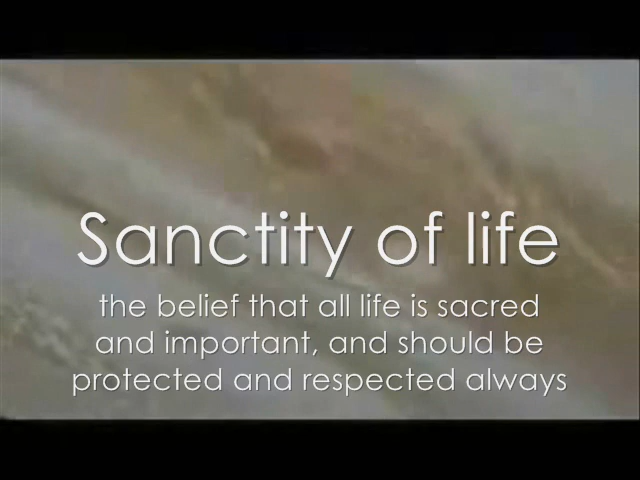 Sanctity of life
the belief that all life is sacred
and important, and should be
protected and respected always